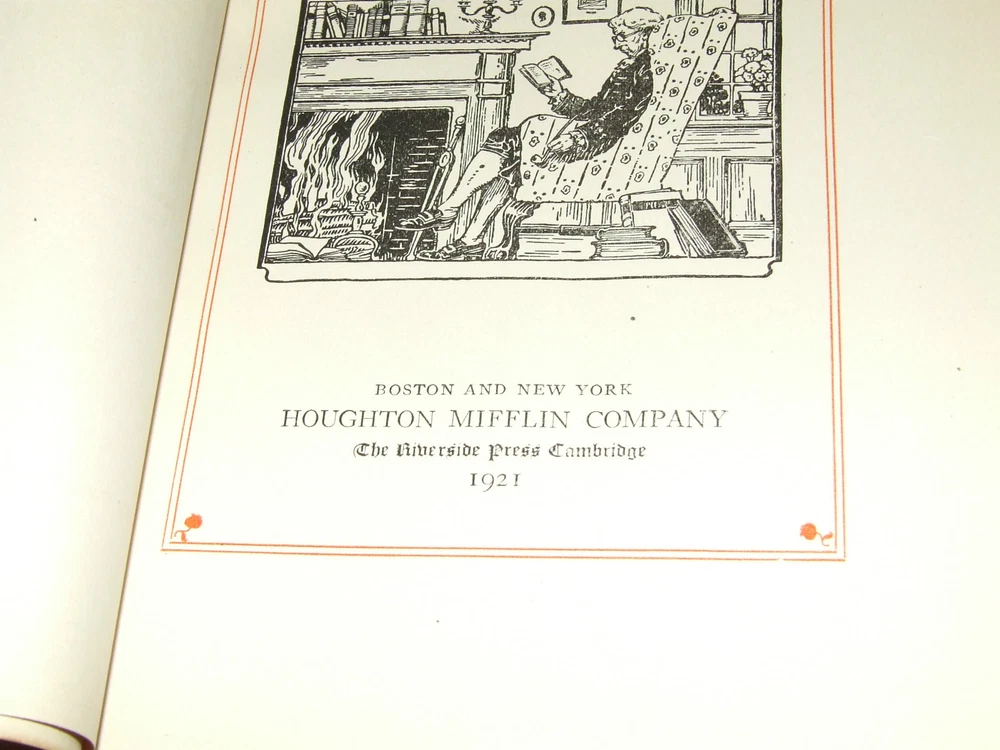 BOSTON AND NEW YORK
HOUGHTON MIFFLIN COMPANY
The Riverside Press Cambridge
1921